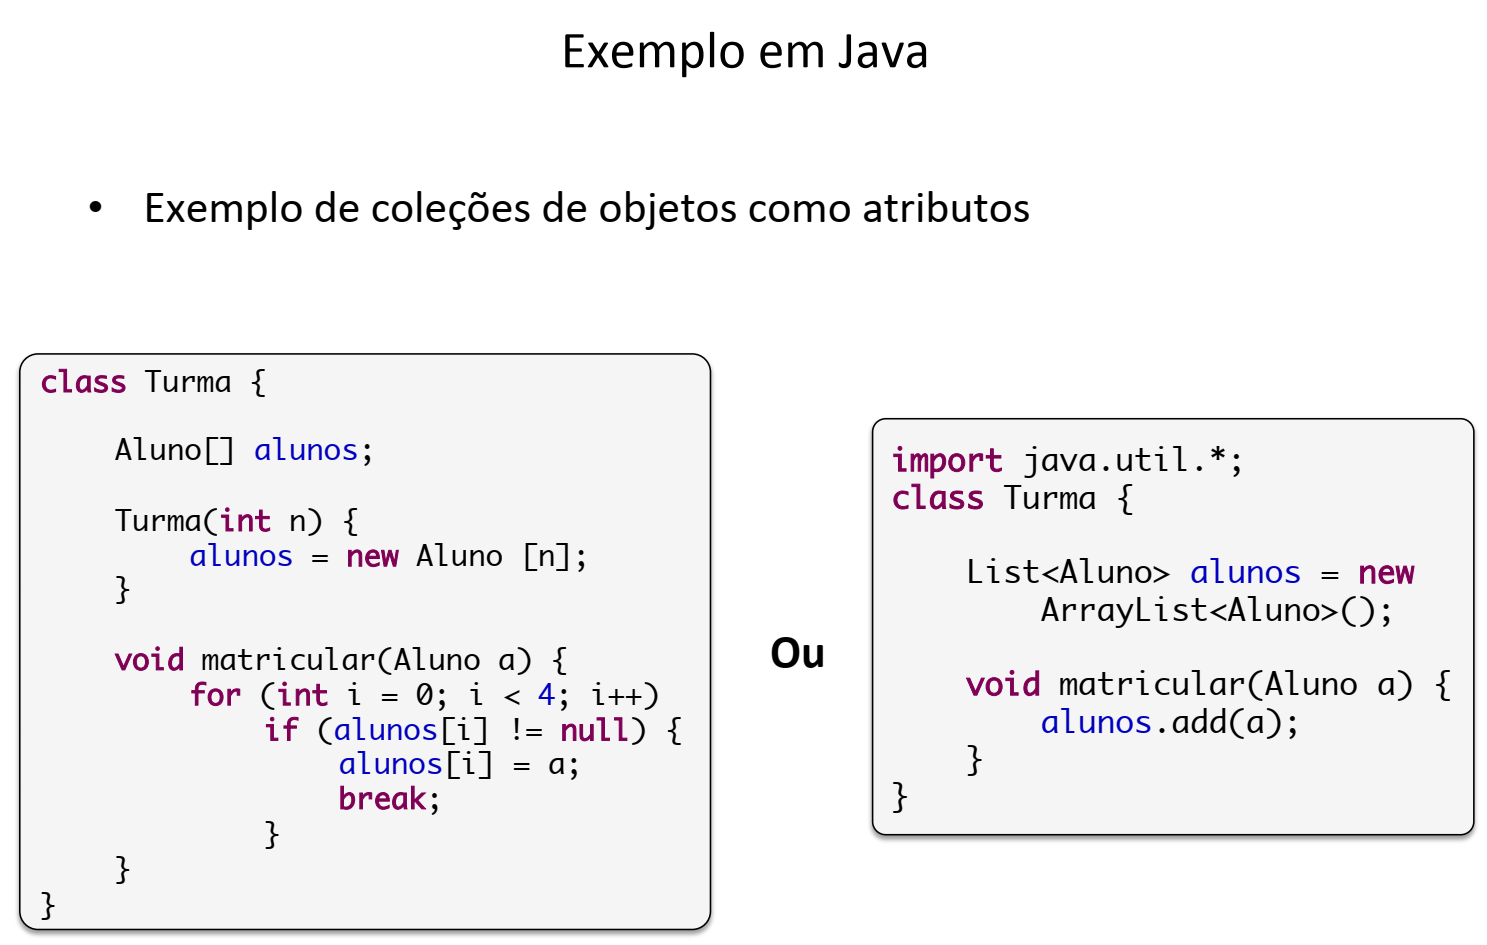 Exemplo em Java
• Exemplo de coleções de objetos como atributos
class Turma {
Aluno[] alunos;
Turma(int n) {
alunos = new Aluno [n];
}
void matricular(Aluno a) {
for (int i = 0; i < 4; i++)
if (alunos[i] != null) {
alunos[i] = a;
break;
}
}
}
Ou
import java.util.*;
class Turma {
List<Aluno> alunos = new
ArrayList<Aluno>();
void matricular(Aluno a) {
alunos.add(a);
}
}